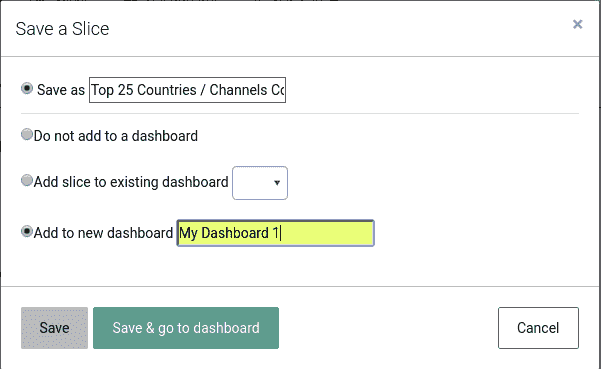 Save a Slice
×
Save as Top 25 Countries / Channels Co
Do not add to a dashboard
Add slice to existing dashboard
Add to new dashboard My Dashboard 1
Save Save & go to dashboard Cancel